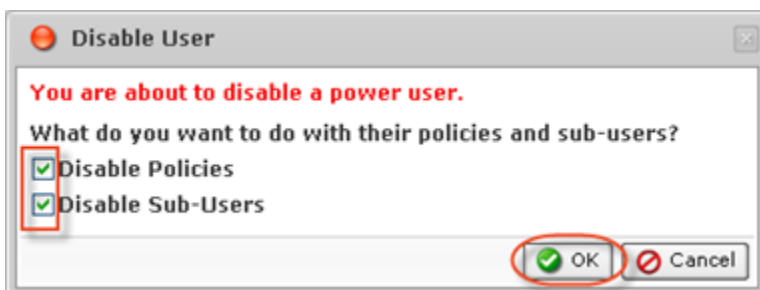 Disable User
You are about to disable a power user.
What do you want to do with their policies and sub-users?
Disable Policies
Disable Sub-Users
OK Cancel